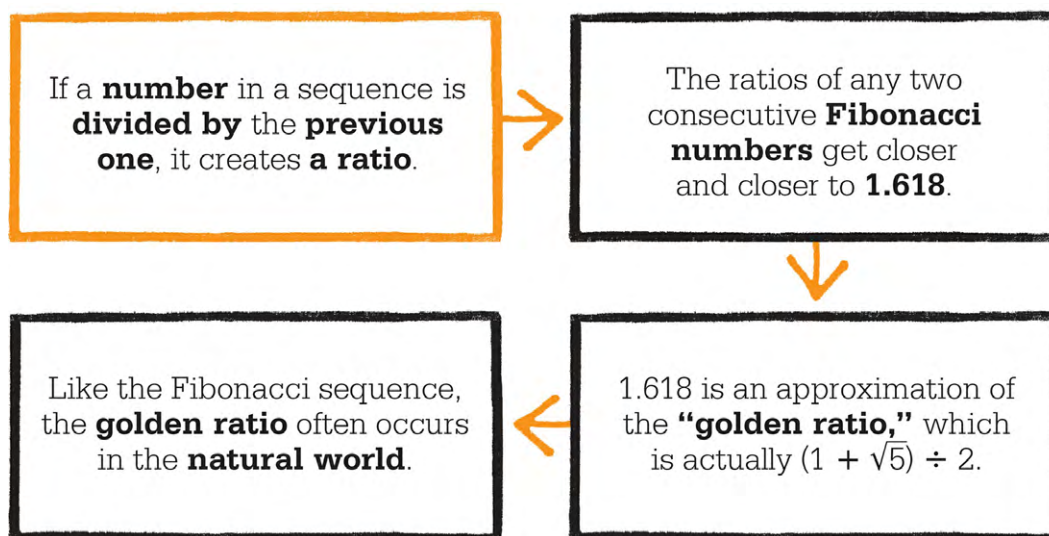 If a number in a sequence is
divided by the previous
one, it creates a ratio.
The ratios of any two
consecutive Fibonacci
numbers get closer
and closer to 1.618.
1.618 is an approximation of
the “golden ratio,” which
is actually (1 + √5) ÷ 2.
Like the Fibonacci sequence,
the golden ratio often occurs
in the natural world.